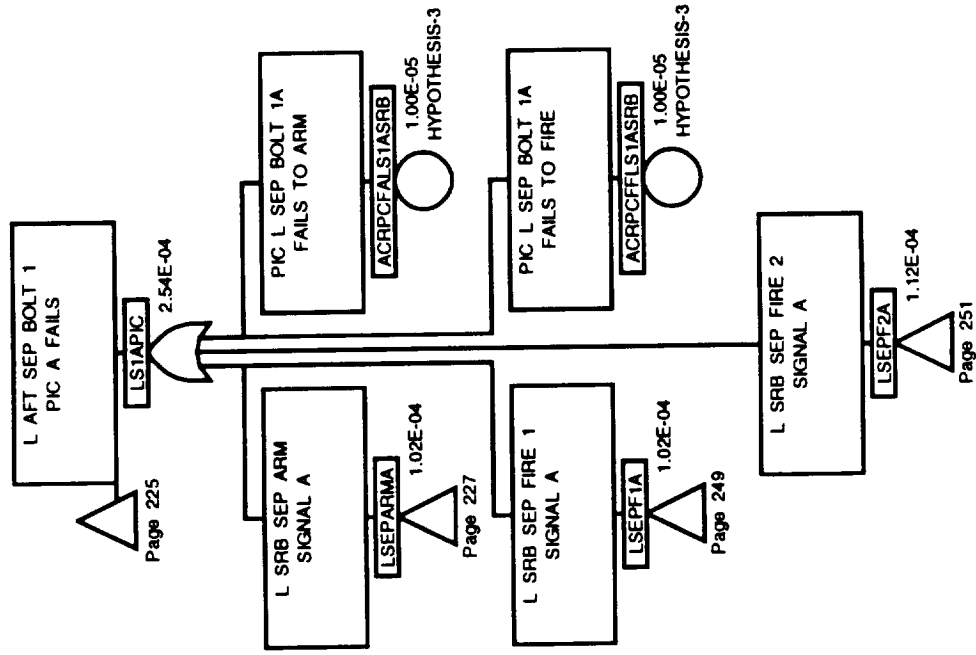 L AFT SEP BOLT 1
PIC A FAILS
Page 225
LS1APIC
2.54E-04
L SRB SEP ARM
SIGNAL A
LSEPARMA
1.02E-04
Page 227
PIC L SEP BOLT 1A
FAILS TO ARM
ACRPCFALS1ASRB
1.00E-05
HYPOTHESIS-3
L SRB SEP FIRE 1
SIGNAL A
LSEPF1A
1.02E-04
Page 249
PIC L SEP BOLT 1A
FAILS TO FIRE
ACRPCFFLS1ASRB
1.00E-05
HYPOTHESIS-3
L SRB SEP FIRE 2
SIGNAL A
LSEPF2A
1.12E-04
Page 251